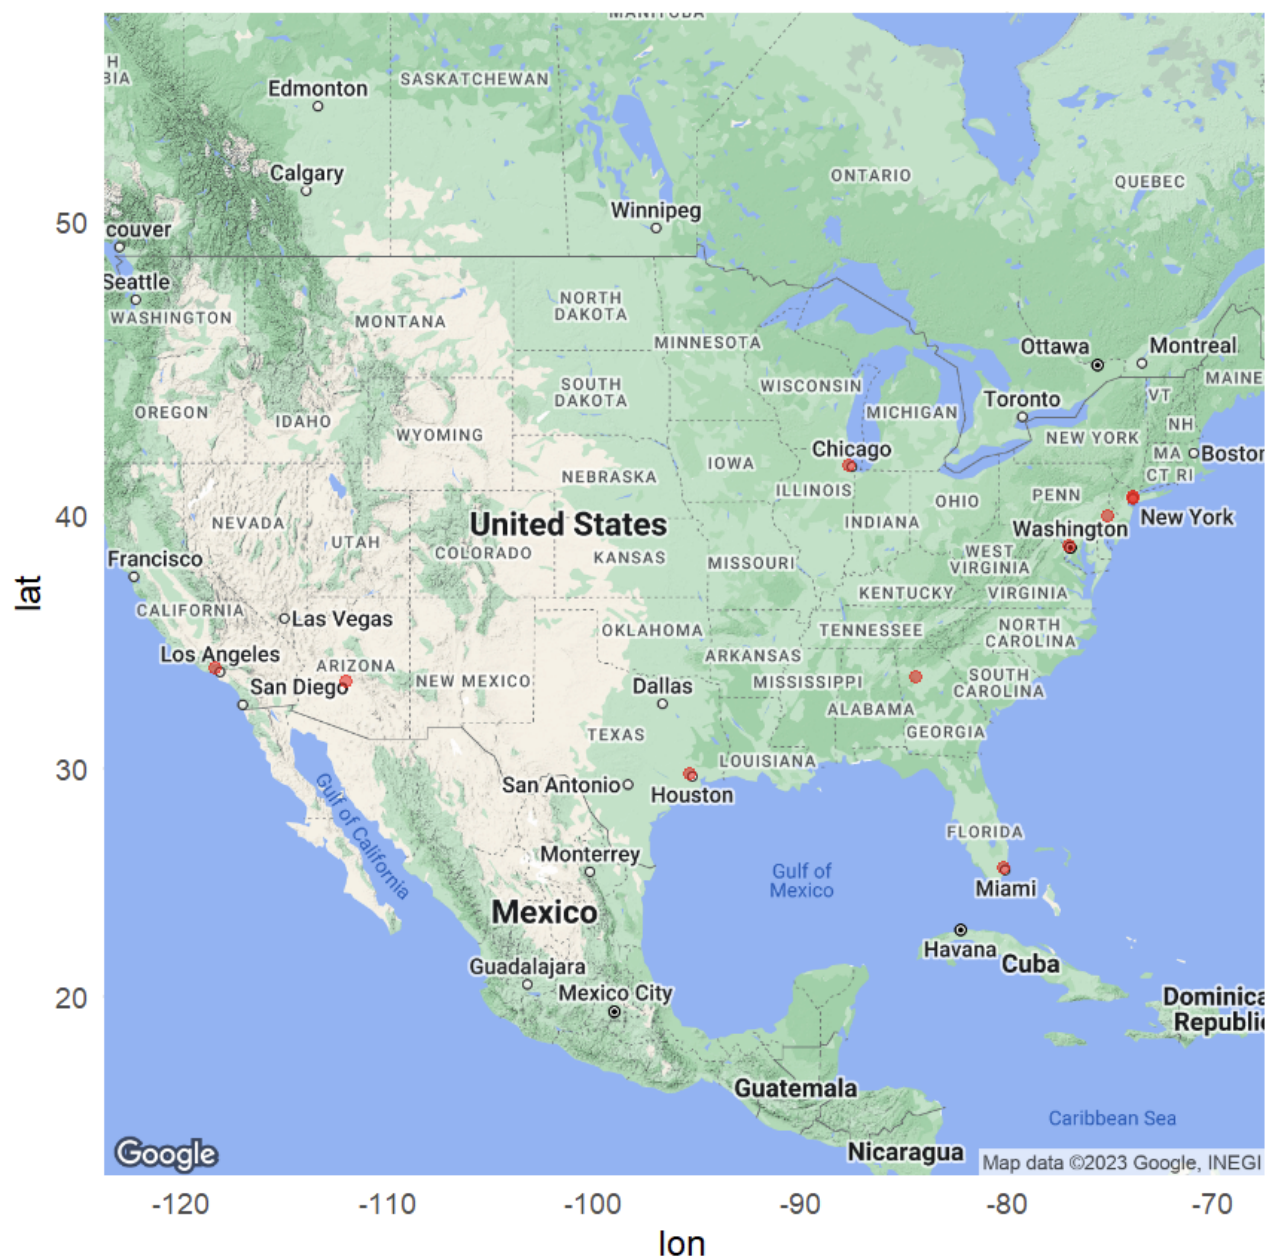 MANITOBA
H
BIA
Edmonton
SASKATCHEWAN
Calgary
ONTARIO
QUEBEC
Winnipeg
50
couver
Seattle
WASHINGTON
MONTANA
NORTH
DAKOTA
MINNESOTA
Ottawa
Montreal
MAINE
SOUTH
DAKOTA
WISCONSIN
MICHIGAN
Toronto
VT
OREGON
IDAHO
WYOMING
NEW YORK
NH
Chicago
MA
Boston
IOWA
NEBRASKA
ILLINOIS
OHIO
PENN
CT RI
40
NEVADA
United States
INDIANA
Washington
New York
UTAH
COLORADO
KANSAS
MISSOURI
WEST
VIRGINIA
Francisco
KENTUCKY
VIRGINIA
lat
CALIFORNIA
Las Vegas
OKLAHOMA
TENNESSEE
NORTH
CAROLINA
Los Angeles
ARIZONA
NEW MEXICO
ARKANSAS
San Diego
Dallas
MISSISSIPPI
SOUTH
CAROLINA
ALABAMA
TEXAS
GEORGIA
30
LOUISIANA
San Antonio
Houston
Gulf of California
FLORIDA
Monterrey
Gulf of
Mexico
Miami
Mexico
Havana
Cuba
Guadalajara
20
Mexico City
Dominica
Republic
Guatemala
Caribbean Sea
Google
Nicaragua
Map data ©2023 Google, INEGI
-120
-110
-100
-90
-80
-70
lon